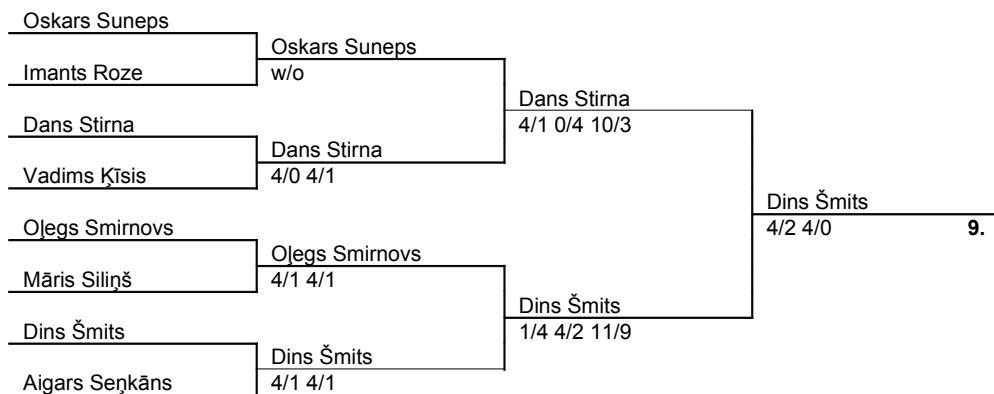 Oskars Suneps
Oskars Suneps
Imants Roze
w/o
Dans Stirna
4/1 0/4 10/3
Dans Stirna
Dans Stirna
4/0 4/1
Vadims Ķīsis
Dins Šmits
4/2 4/0 9.
Oļegs Smirnovs
Oļegs Smirnovs
Māris Siliņš
4/1 4/1
Dins Šmits
1/4 4/2 11/9
Dins Šmits
Dins Šmits
Aigars Seņkāns
4/1 4/1